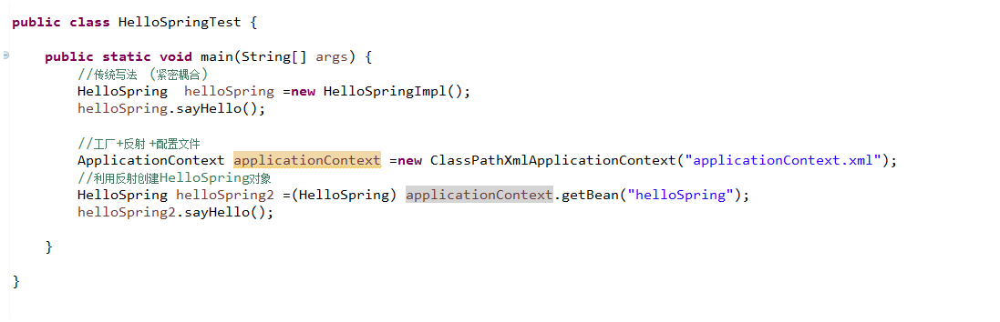 public class HelloSpringTest {
public static void main(String[] args) {
//传统写法 （紧密耦合）
HelloSpring  helloSpring =new HelloSpringImpl();
helloSpring.sayHello();
//工厂+反射 +配置文件
ApplicationContext applicationContext =new ClassPathXmlApplicationContext("applicationContext.xml");
//利用反射创建HelloSpring对象
HelloSpring helloSpring2 =(HelloSpring) applicationContext.getBean("helloSpring");
helloSpring2.sayHello();
}
}